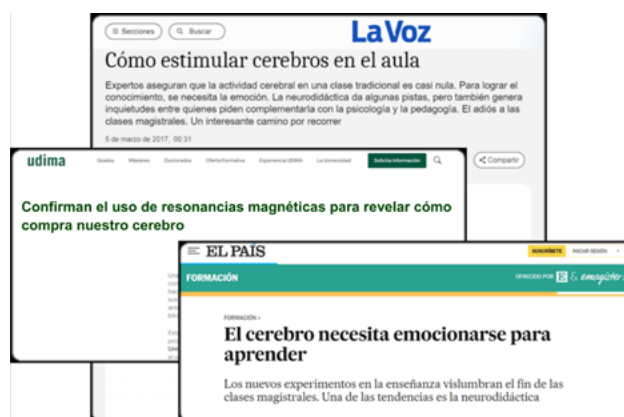 Secciones
Buscar
La Voz
Cómo estimular cerebros en el aula
Expertos aseguran que la actividad cerebral en una clase tradicional es casi nula. Para lograr el
conocimiento, se necesita la emoción. La neurodidáctica da algunas pistas, pero también genera
inquietudes entre quienes piden complementarla con la psicología y la pedagogía. El adiós a las
clases magistrales. Un interesante camino por recorrer
5 de marzo de 2017, 00:31
Compartir
udima
Grados Másteres Doctorados Oferta formativa Experiencia UDIMA La Universidad Solicita información
Confirman el uso de resonancias magnéticas para revelar cómo
compra nuestro cerebro
EL PAÍS
SUSCRÍBETE INICIAR SESIÓN
FORMACIÓN
OFRECIDO POR E & emagister
FORMACIÓN
El cerebro necesita emocionarse para
aprender
Los nuevos experimentos en la enseñanza vislumbran el fin de las
clases magistrales. Una de las tendencias es la neurodidáctica